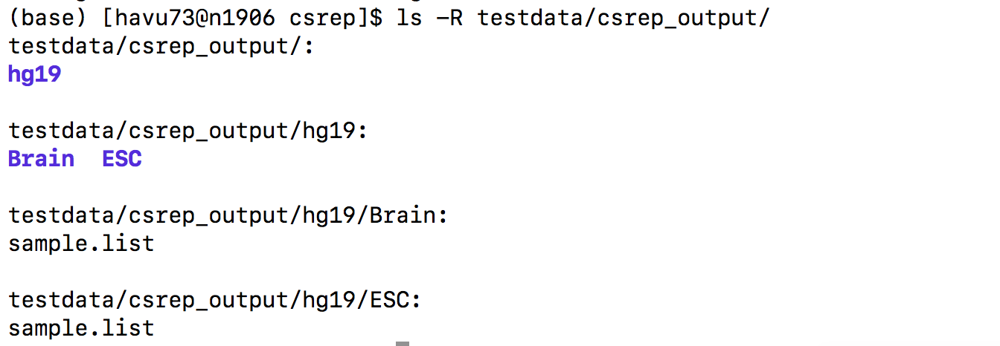 (base) [havu73@n1906 csrep]$ ls -R testdata/csrep_output/
testdata/csrep_output/:
hg19
testdata/csrep_output/hg19:
Brain  ESC
testdata/csrep_output/hg19/Brain:
sample.list
testdata/csrep_output/hg19/ESC:
sample.list